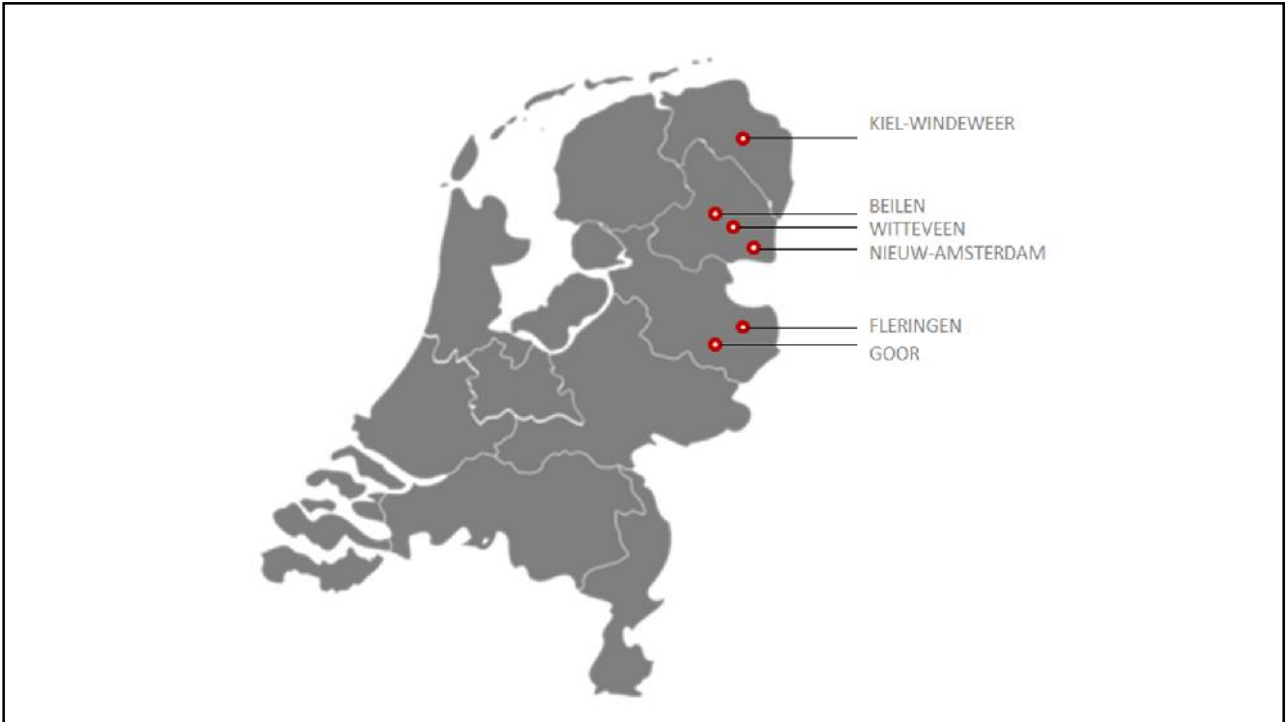 KIEL-WINDEWEER
BEILEN
WITTEVEEN
NIEUW-AMSTERDAM
FLERINGEN
GOOR